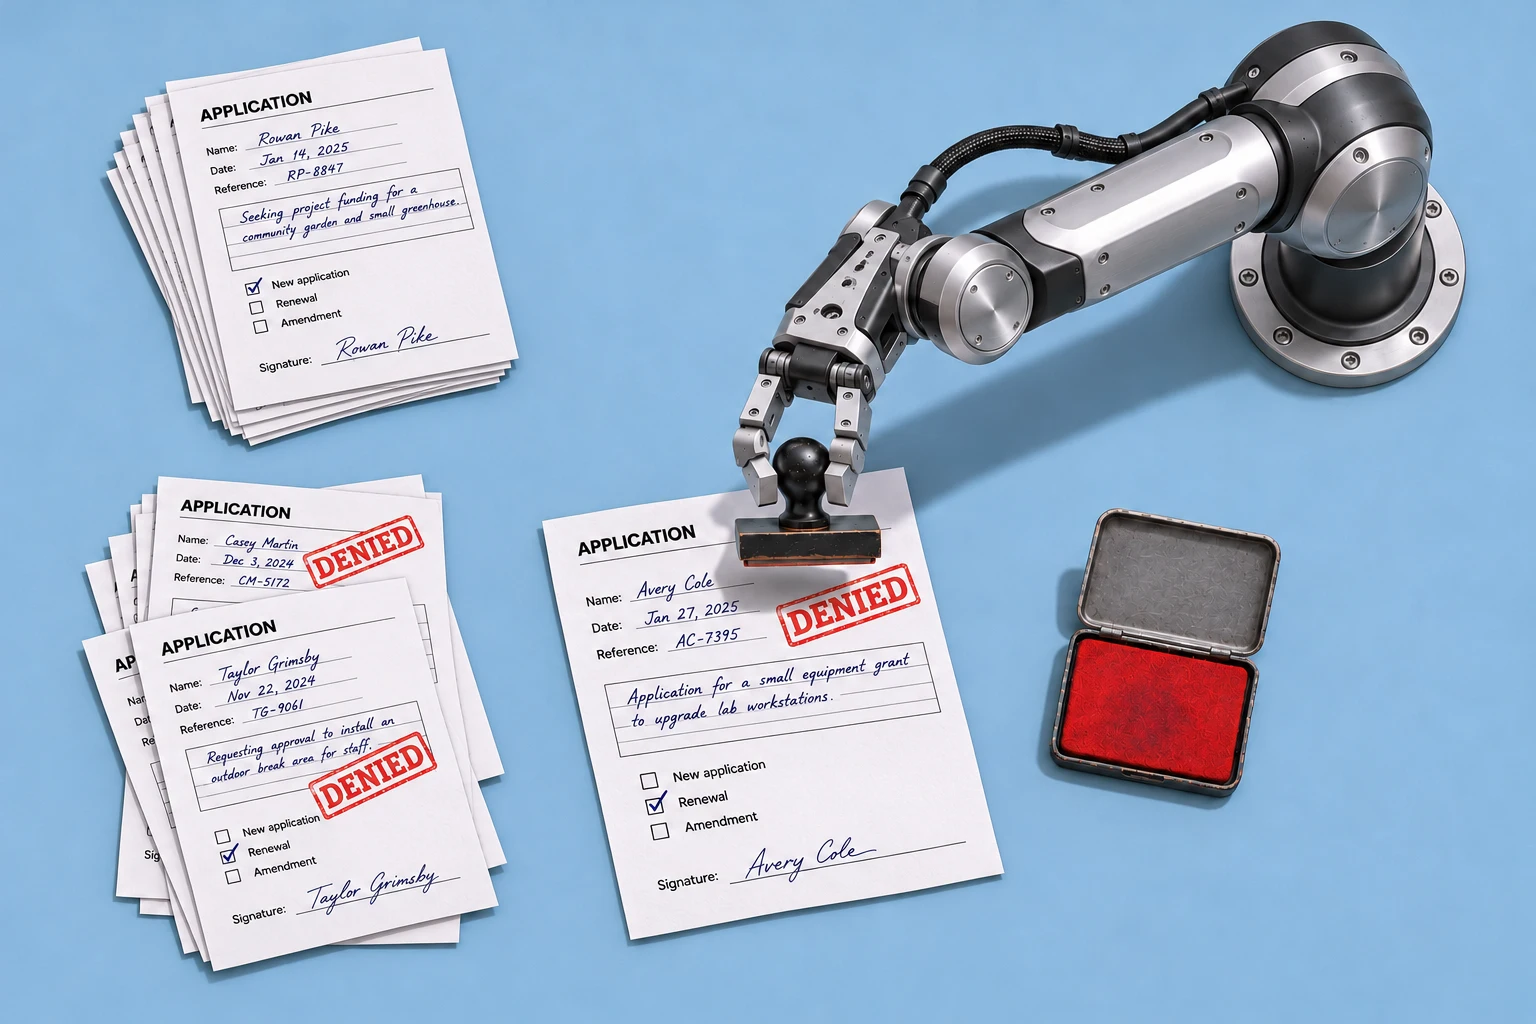 APPLICATION
Name: Rowan Pike
Date: Jan 14, 2025
Reference: RP-8847
Seeking project funding for a
community garden and small greenhouse.
New application
Renewal
Amendment
Signature: Rowan Pike
APPLICATION
Name: Casey Martin
Date: Dec 3, 2024
Reference: CM-5172
DENIED
APPLICATION
Name: Taylor Grimsby
Date: Nov 22, 2024
Reference: TG-9061
Requesting approval to install an
outdoor break area for staff.
DENIED
New application
Renewal
Amendment
Signature: Taylor Grimsby
APPLICATION
Name: Avery Cole
Date: Jan 27, 2025
Reference: AC-7395
DENIED
Application for a small equipment grant
to upgrade lab workstations.
New application
Renewal
Amendment
Signature: Avery Cole